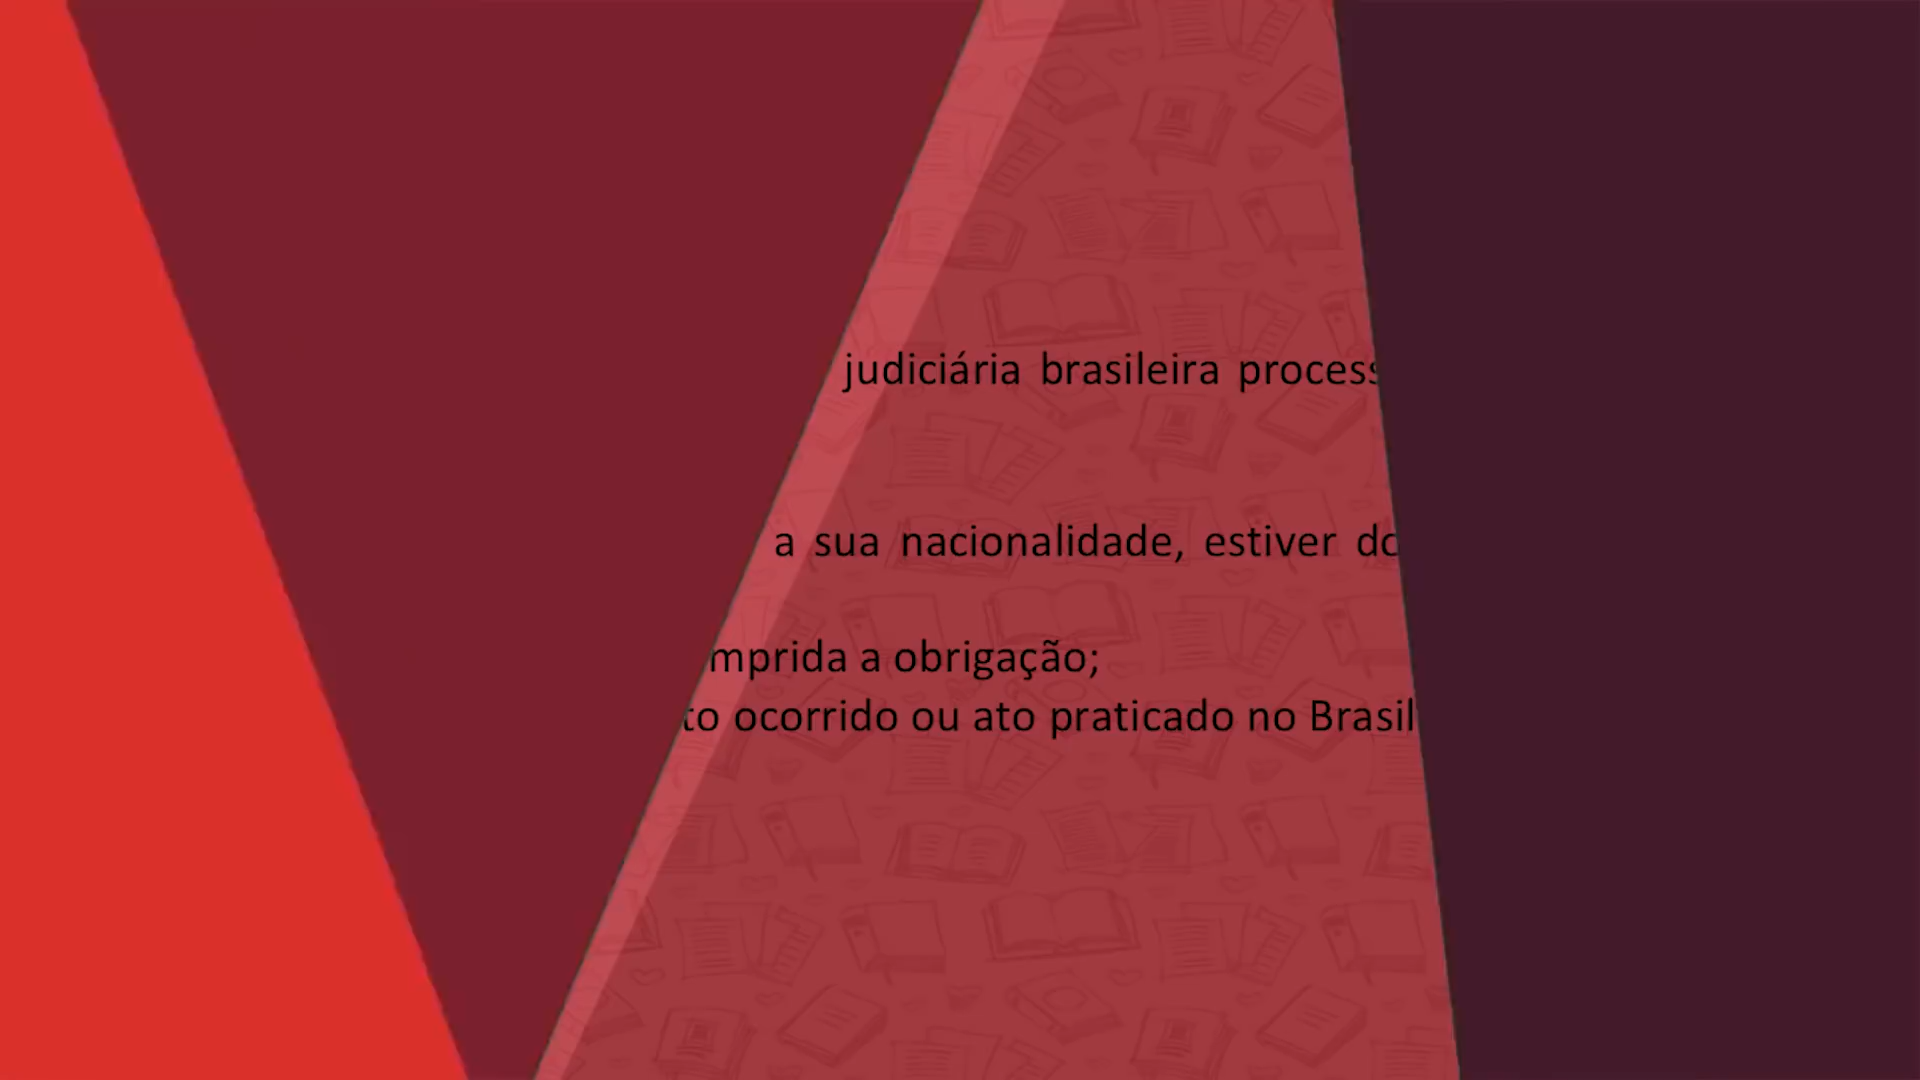 judiciária brasileira process
a sua nacionalidade, estiver do
mprida a obrigação;
to ocorrido ou ato praticado no Brasil